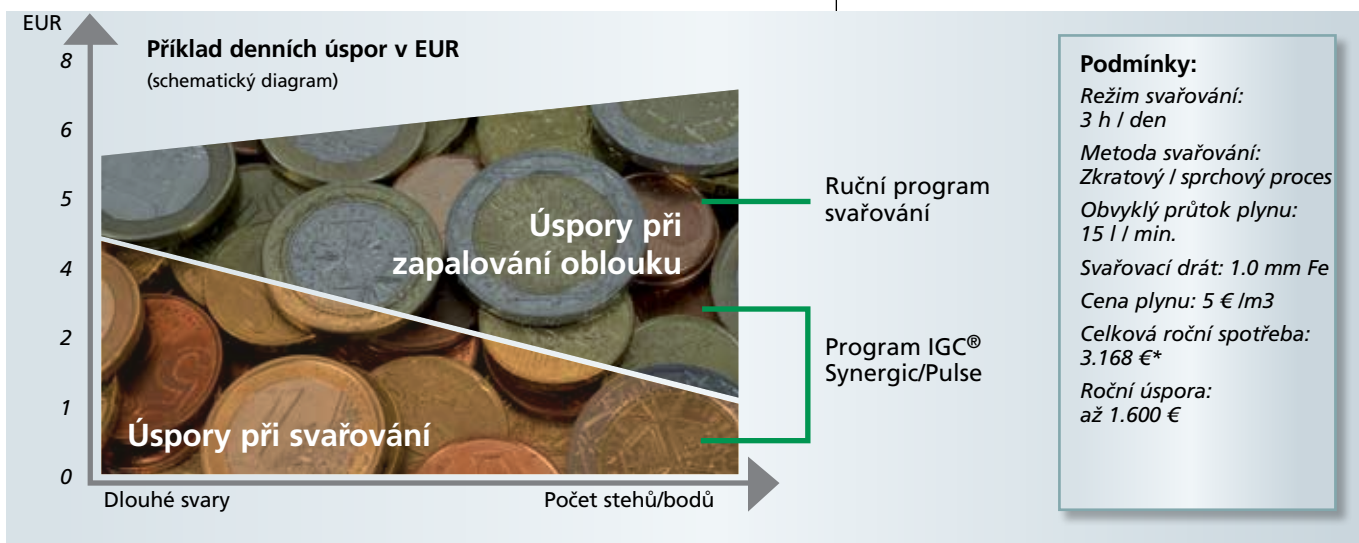 EUR
8
6
5
4
2
1
0
Příklad denních úspor v EUR
(schematický diagram)
Úspory při
zapalování oblouku
Úspory při svařování
Dlouhé svary
Počet stehů/bodů
Ruční program
svařování
Program IGC®
Synergic/Pulse
Podmínky:
Režim svařování:
3 h / den
Metoda svařování:
Zkratový / sprchový proces
Obvyklý průtok plynu:
15 l / min.
Svařovací drát: 1.0 mm Fe
Cena plynu: 5 € /m3
Celková roční spotřeba:
3.168 €*
Roční úspora:
až 1.600 €